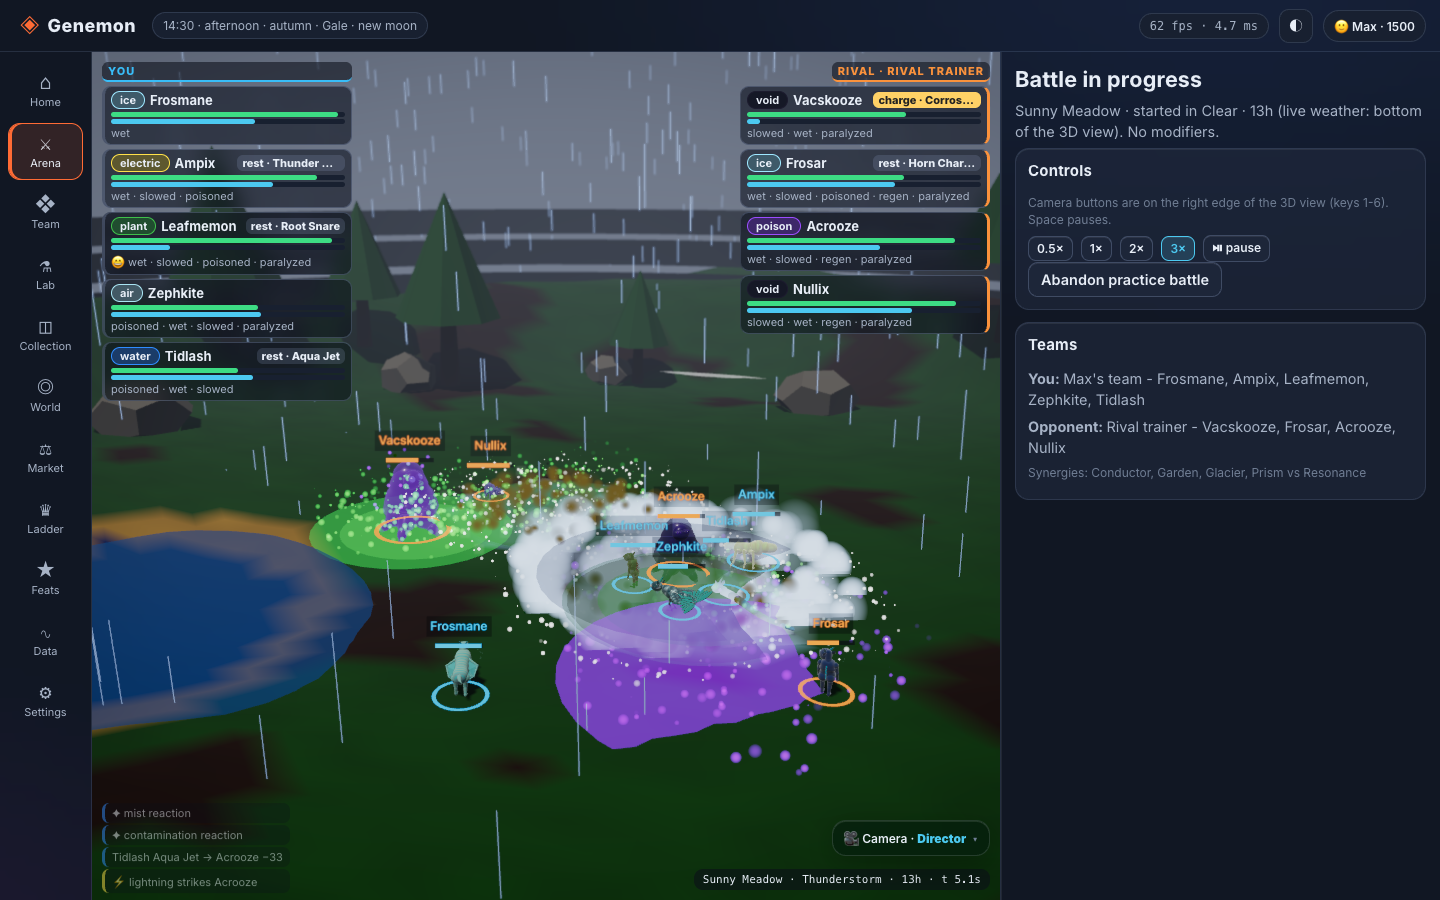 Genemon
14:30 · afternoon · autumn · Gale · new moon
62 fps · 4.7 ms
Max · 1500
Home
Arena
Team
Lab
Collection
World
Market
Ladder
Feats
Data
Settings
YOU
ice Frosmane
wet
electric Ampix rest · Thunder ...
wet · slowed · poisoned
plant Leafmemon rest · Root Snare
wet · slowed · poisoned · paralyzed
air Zephkite
poisoned · wet · slowed · paralyzed
water Tidlash rest · Aqua Jet
poisoned · wet · slowed
RIVAL · RIVAL TRAINER
void Vacskooze charge · Corros...
slowed · wet · paralyzed
ice Frosar rest · Horn Char...
wet · slowed · poisoned · regen · paralyzed
poison Acrooze
wet · slowed · regen · paralyzed
void Nullix
slowed · wet · regen · paralyzed
Vacskooze
Nullix
Acrooze
Ampix
Leafmemon
Zephkite
Frosmane
Frosar
mist reaction
contamination reaction
Tidlash Aqua Jet → Acrooze −33
lightning strikes Acrooze
Camera · Director
Sunny Meadow · Thunderstorm · 13h · t 5.1s
Battle in progress
Sunny Meadow · started in Clear · 13h (live weather: bottom
of the 3D view). No modifiers.
Controls
Camera buttons are on the right edge of the 3D view (keys 1-6).
Space pauses.
0.5× 1× 2× 3× pause
Abandon practice battle
Teams
You: Max's team - Frosmane, Ampix, Leafmemon,
Zephkite, Tidlash
Opponent: Rival trainer - Vacskooze, Frosar, Acrooze,
Nullix
Synergies: Conductor, Garden, Glacier, Prism vs Resonance